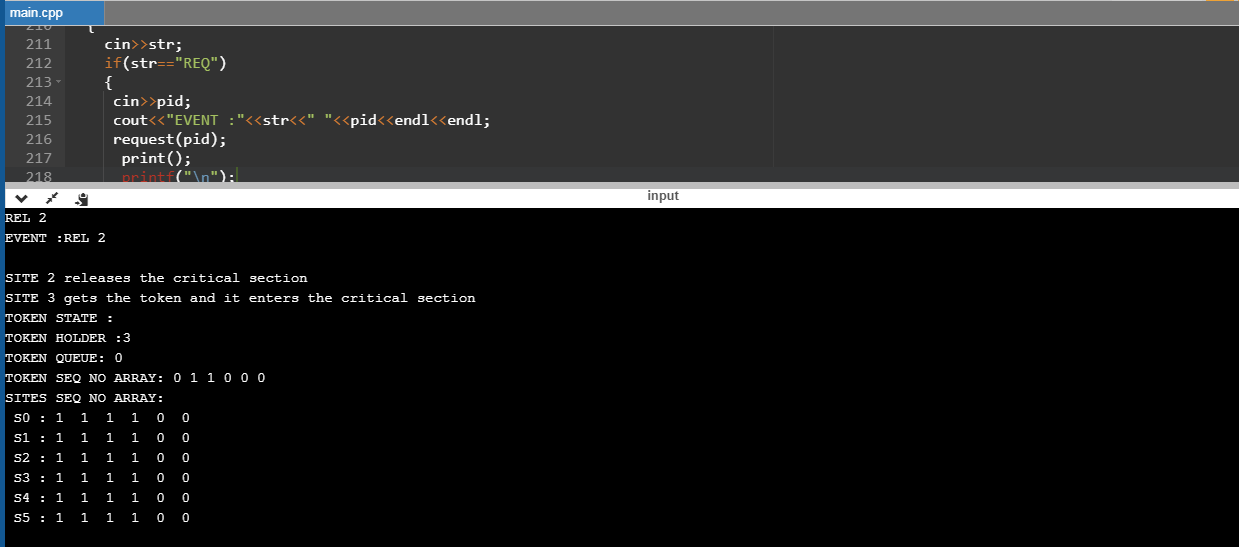 main.cpp
210 {
211 cin>>str;
212 if(str=="REQ")
213 {
214 cin>>pid;
215 cout<<"EVENT :"<<str<<" "<<pid<<endl<<endl;
216 request(pid);
217 print();
218 printf("\n");
input
REL 2
EVENT :REL 2
SITE 2 releases the critical section
SITE 3 gets the token and it enters the critical section
TOKEN STATE :
TOKEN HOLDER :3
TOKEN QUEUE: 0
TOKEN SEQ NO ARRAY: 0 1 1 0 0 0
SITES SEQ NO ARRAY:
S0 : 1 1 1 1 0 0
S1 : 1 1 1 1 0 0
S2 : 1 1 1 1 0 0
S3 : 1 1 1 1 0 0
S4 : 1 1 1 1 0 0
S5 : 1 1 1 1 0 0